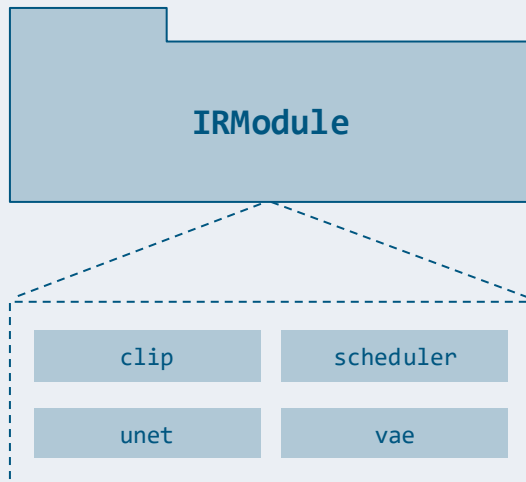 IRModule
clip
scheduler
unet
vae